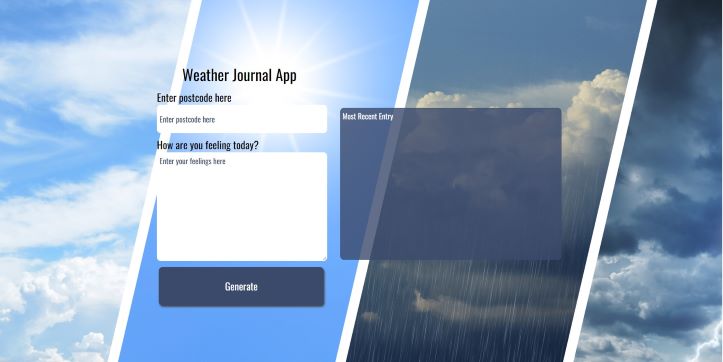 Weather Journal App
Enter postcode here
Enter postcode here
How are you feeling today?
Enter your feelings here
Generate
Most Recent Entry